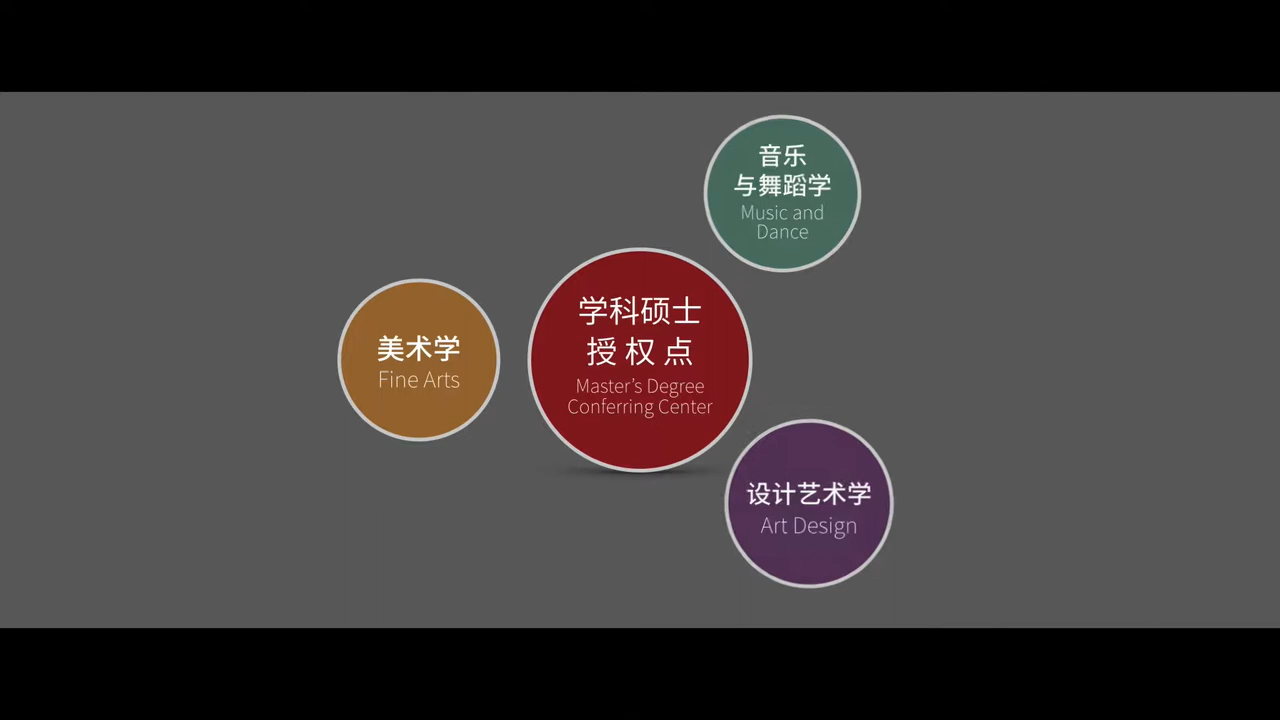 音乐
与舞蹈学
Music and
Dance
学科硕士
授权点
Master's Degree
Conferring Center
美术学
Fine Arts
设计艺术学
Art Design